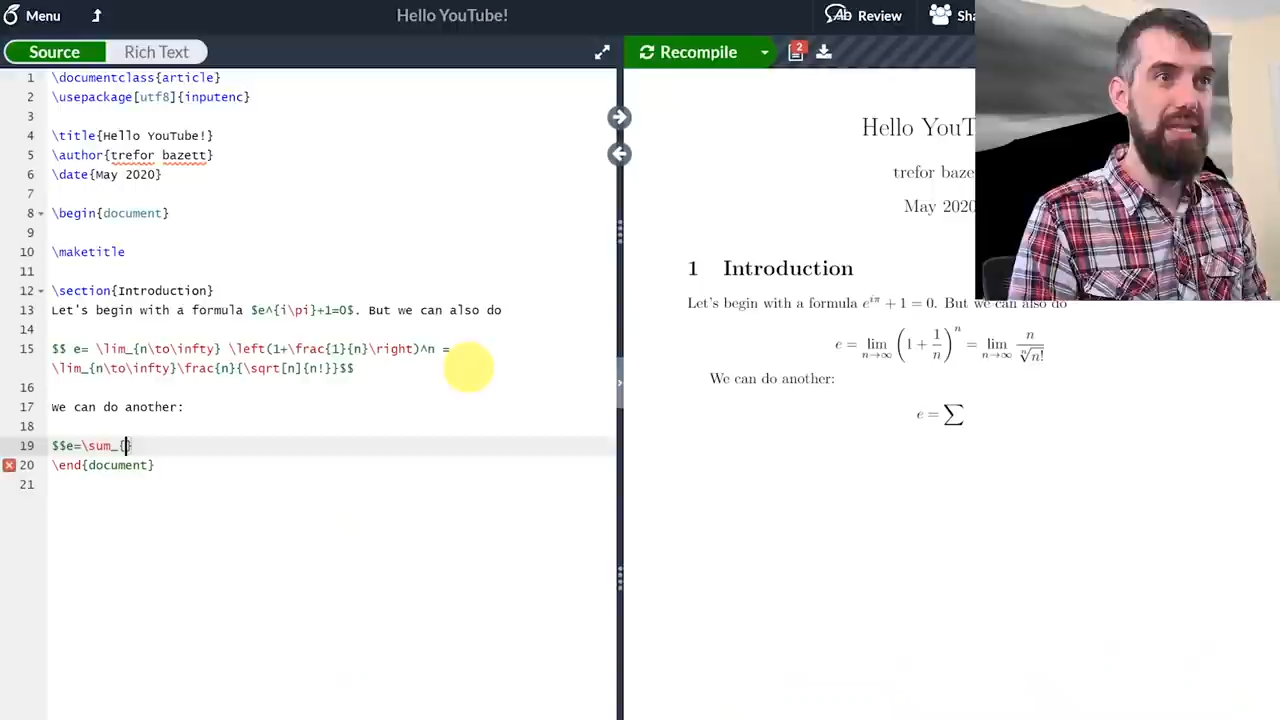 Menu
Hello YouTube!
Review
Sha
Source
Rich Text
Recompile
2
1 \documentclass{article}
2 \usepackage[utf8]{inputenc}
3
4 \title{Hello YouTube!}
5 \author{trefor bazett}
6 \date{May 2020}
7
8 \begin{document}
9
10 \maketitle
11
12 \section{Introduction}
13 Let's begin with a formula $e^{i\pi}+1=0$. But we can also do
14
15 $$ e= \lim_{n\to\infty} \left(1+\frac{1}{n}\right)^n =
\lim_{n\to\infty}\frac{n}{\sqrt[n]{n!}}$$
16
17 we can do another:
18
19 $$e=\sum_{}
20 \end{document}
21
Hello YouT
trefor baze
May 2020
1 Introduction
Let's begin with a formula e^{iπ} + 1 = 0. But we can also do
e = lim_{n→∞} (1 + 1/n)^n = lim_{n→∞} n/ⁿ√n!
We can do another:
e = ∑